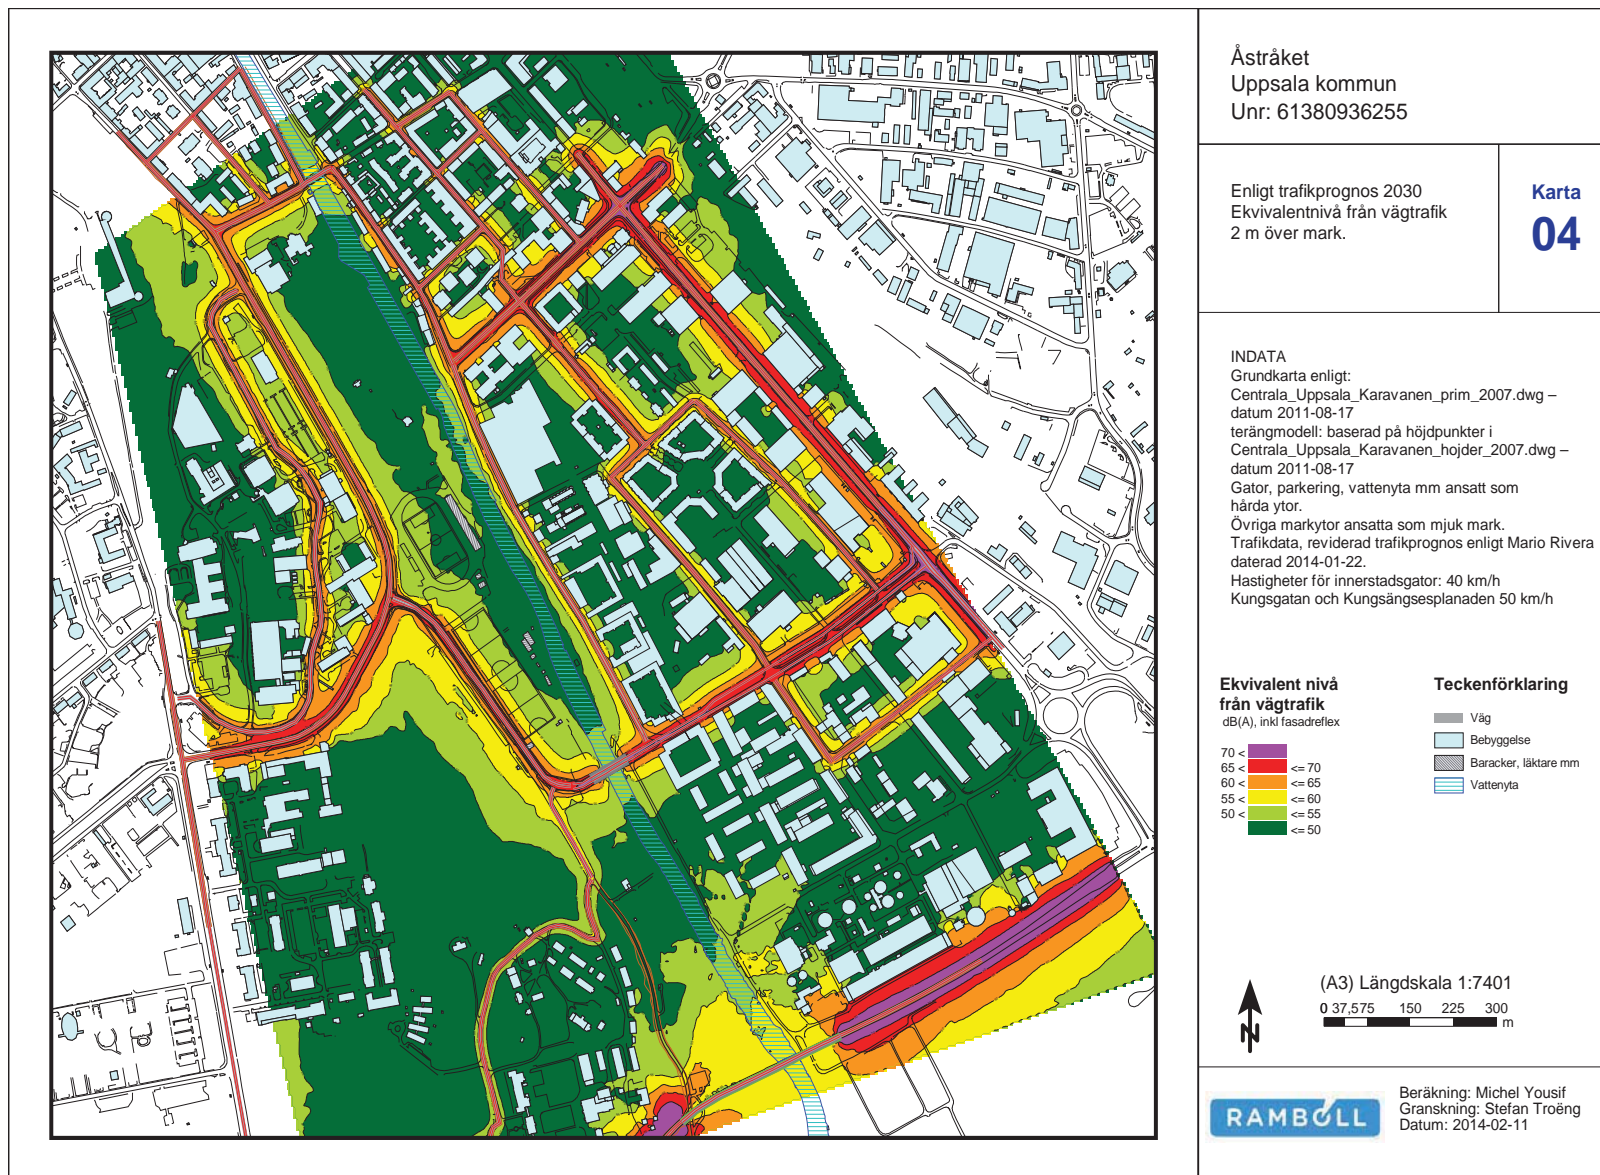 Åstråket
Uppsala kommun
Unr: 61380936255
Enligt trafikprognos 2030
Ekvivalentnivå från vägtrafik
2 m över mark.
Karta
04
INDATA
Grundkarta enligt:
Centrala_Uppsala_Karavanen_prim_2007.dwg –
datum 2011-08-17
terängmodell: baserad på höjdpunkter i
Centrala_Uppsala_Karavanen_hojder_2007.dwg –
datum 2011-08-17
Gator, parkering, vattenyta mm ansatt som
hårda ytor.
Övriga markytor ansatta som mjuk mark.
Trafikdata, reviderad trafikprognos enligt Mario Rivera
daterad 2014-01-22.
Hastigheter för innerstadsgator: 40 km/h
Kungsgatan och Kungsängsesplanaden 50 km/h
Ekvivalent nivå
från vägtrafik
dB(A), inkl fasadreflex
70 <
65 < <= 70
60 < <= 65
55 < <= 60
50 < <= 55
<= 50
Teckenförklaring
Väg
Bebyggelse
Baracker, läktare mm
Vattenyta
N
(A3) Längdskala 1:7401
0 37,575 150 225 300
m
RAMBOLL
Beräkning: Michel Yousif
Granskning: Stefan Troëng
Datum: 2014-02-11